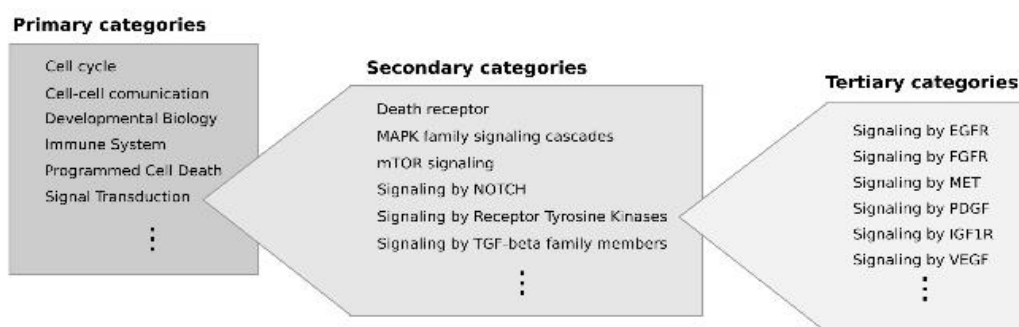 Primary categories
Cell cycle
Cell-cell comunication
Developmental Biology
Immune System
Programmed Cell Death
Signal Transduction
⋮
Secondary categories
Death receptor
MAPK family signaling cascades
mTOR signaling
Signaling by NOTCH
Signaling by Receptor Tyrosine Kinases
Signaling by TGF-beta family members
⋮
Tertiary categories
Signaling by EGFR
Signaling by FGFR
Signaling by MET
Signaling by PDGF
Signaling by IGF1R
Signaling by VEGF
⋮